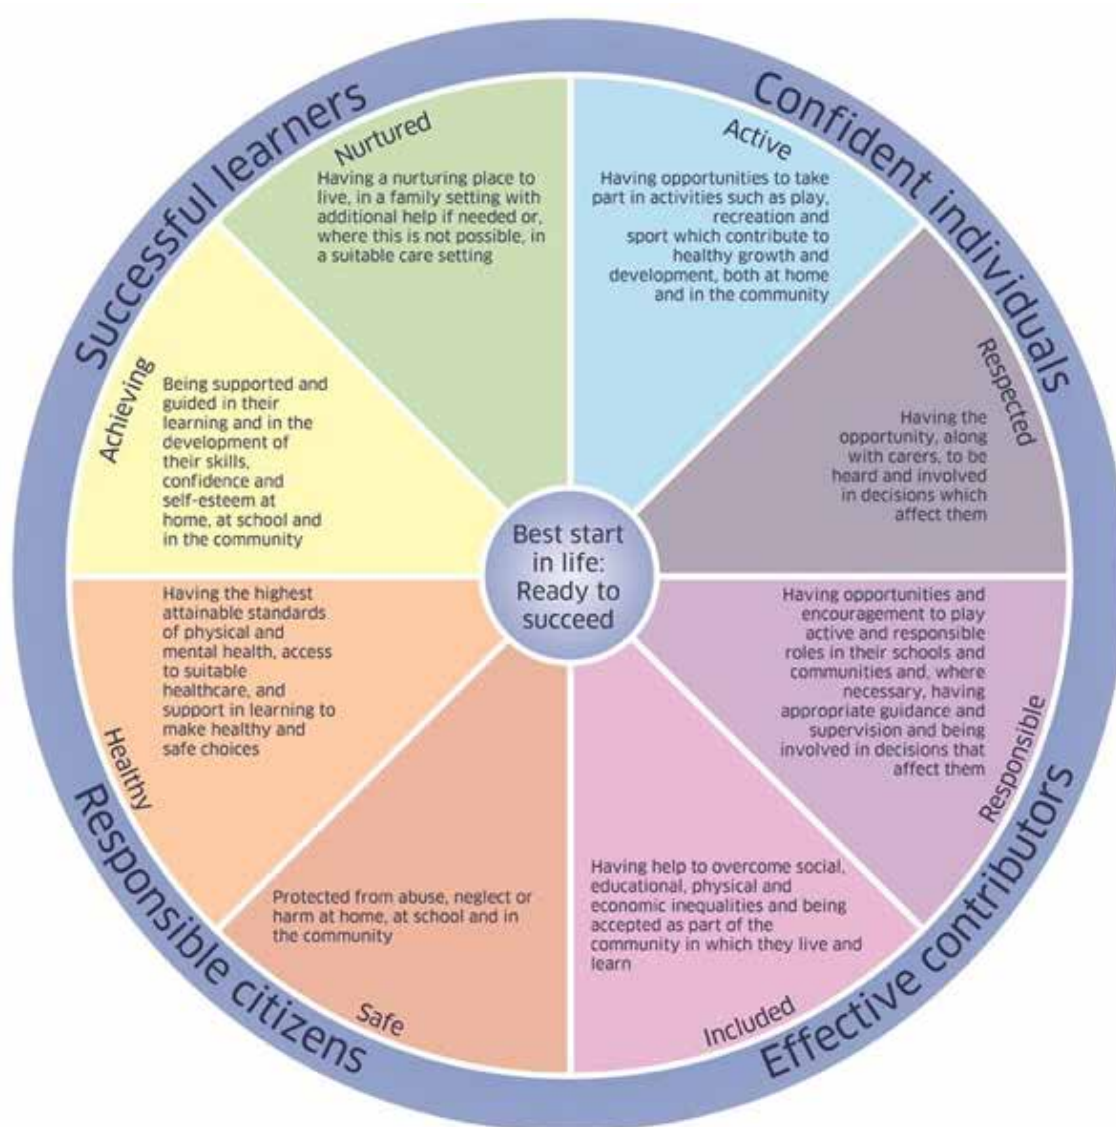 Successful learners
Confident individuals
Nurtured
Having a nurturing place to
live, in a family setting with
additional help if needed or,
where this is not possible, in
a suitable care setting
Active
Having opportunities to take
part in activities such as play,
recreation and
sport which contribute to
healthy growth and
development, both at home
and in the community
Achieving
Being supported and
guided in their
learning and in the
development of
their skills,
confidence and
self-esteem at
home, at school and
in the community
Respected
Having the
opportunity, along
with carers, to be
heard and involved
in decisions which
affect them
Best start
in life:
Ready to
succeed
Having the highest
attainable standards
of physical and
mental health, access
to suitable
healthcare, and
support in learning to
make healthy and
safe choices
Healthy
Having opportunities and
encouragement to play
active and responsible
roles in their schools and
communities and, where
necessary, having
appropriate guidance and
supervision and being
involved in decisions that
affect them
Responsible
Protected from abuse, neglect or
harm at home, at school and in
the community
Safe
Having help to overcome social,
educational, physical and
economic inequalities and being
accepted as part of the
community in which they live and
learn
Included
Responsible citizens
Effective contributors